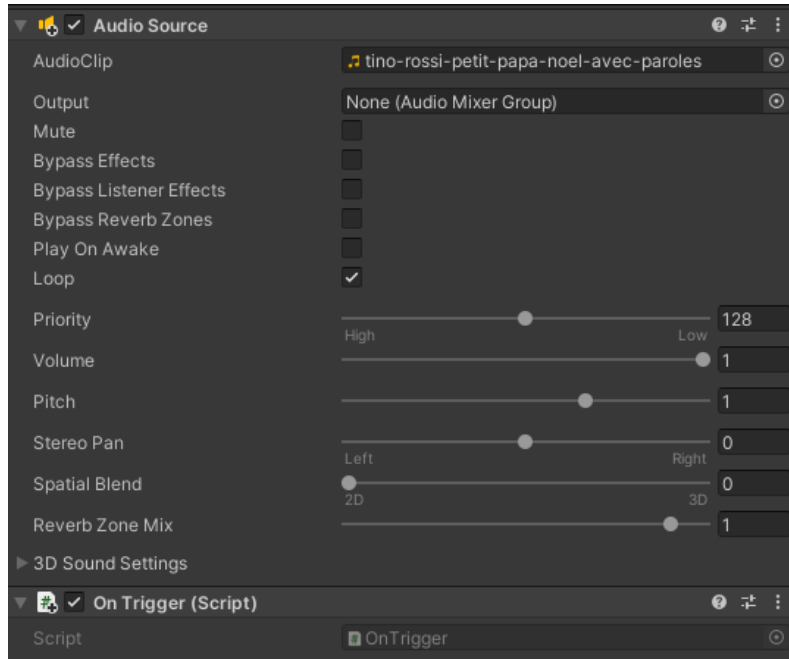 Audio Source
AudioClip tino-rossi-petit-papa-noel-avec-paroles
Output None (Audio Mixer Group)
Mute
Bypass Effects
Bypass Listener Effects
Bypass Reverb Zones
Play On Awake
Loop
Priority 128
High Low
Volume 1
Pitch 1
Stereo Pan 0
Left Right
Spatial Blend 0
2D 3D
Reverb Zone Mix 1
3D Sound Settings
# On Trigger (Script)
Script # OnTrigger